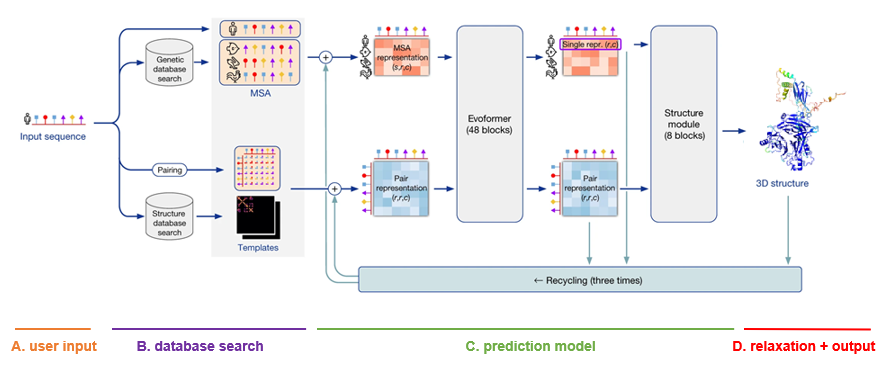 Genetic
database
search
MSA
Input sequence
Pairing
Structure
database
search
Templates
+
+
MSA
representation
(s,r,c)
Pair
representation
(r,r,c)
Evoformer
(48 blocks)
Single repr. (r,c)
Pair
representation
(r,r,c)
Structure
module
(8 blocks)
3D structure
← Recycling (three times)
A. user input
B. database search
C. prediction model
D. relaxation + output